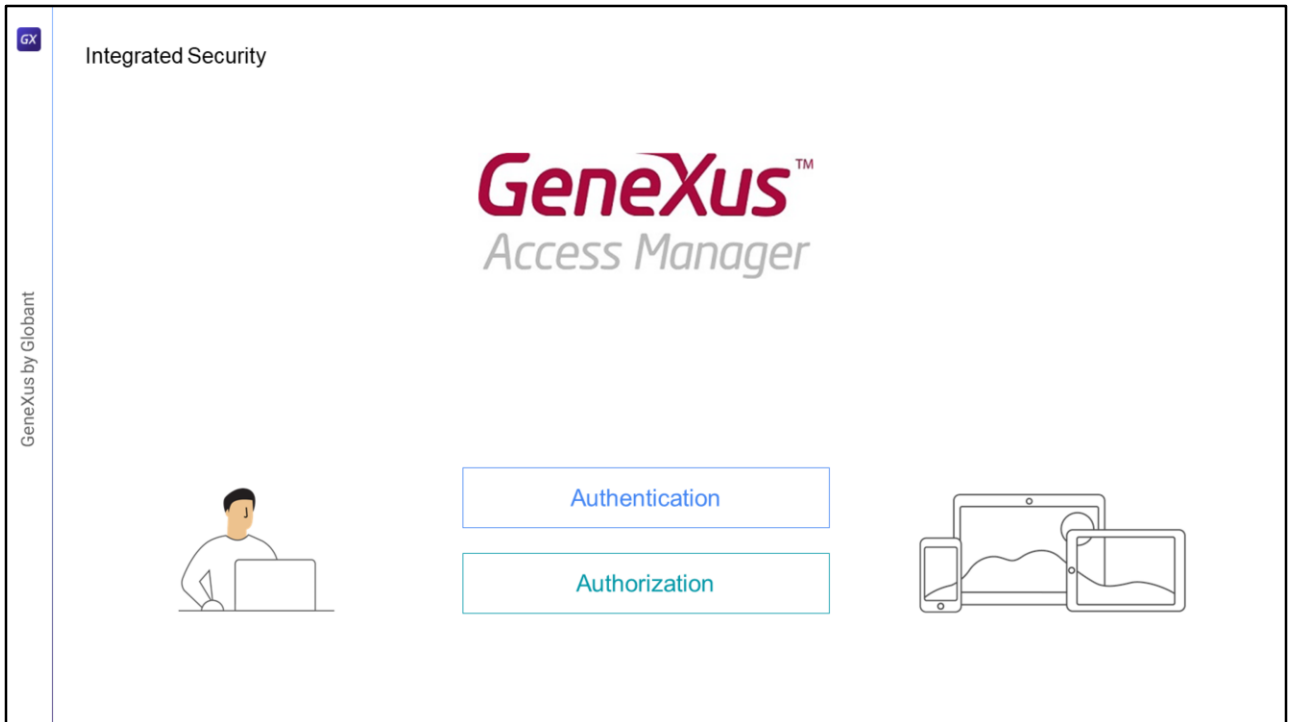 GX
Integrated Security
GeneXus™
Access Manager
GeneXus by Globant
Authentication
Authorization